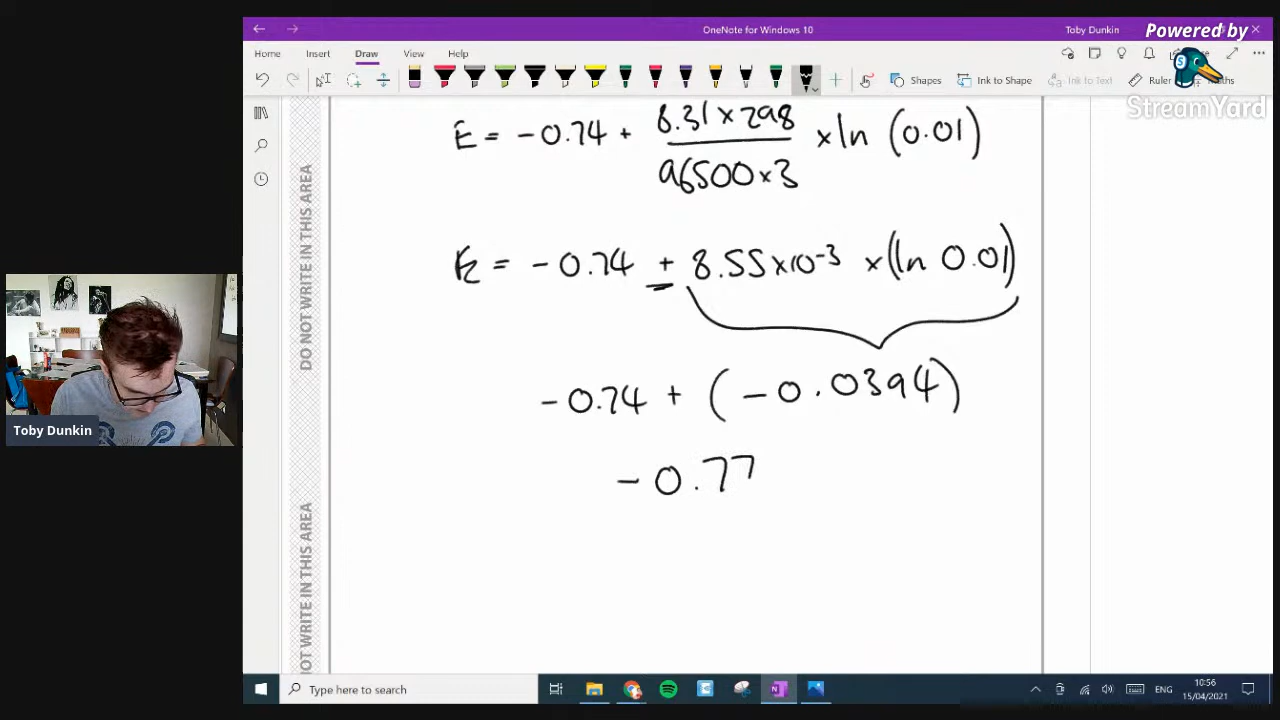 OneNote for Windows 10
Toby Dunkin
Powered by
StreamYard
Home Insert Draw View Help
Shapes Ink to Shape Ink to Text Ruler
E = -0.74 + 8.31 × 298 / 96500 × 3 × ln (0.01)
E = -0.74 + 8.55×10⁻³ × (ln 0.01)
-0.74 + (-0.0394)
-0.77
DO NOT WRITE IN THIS AREA
NOT WRITE IN THIS AREA
Toby Dunkin
Type here to search
ENG
10:56
15/04/2021